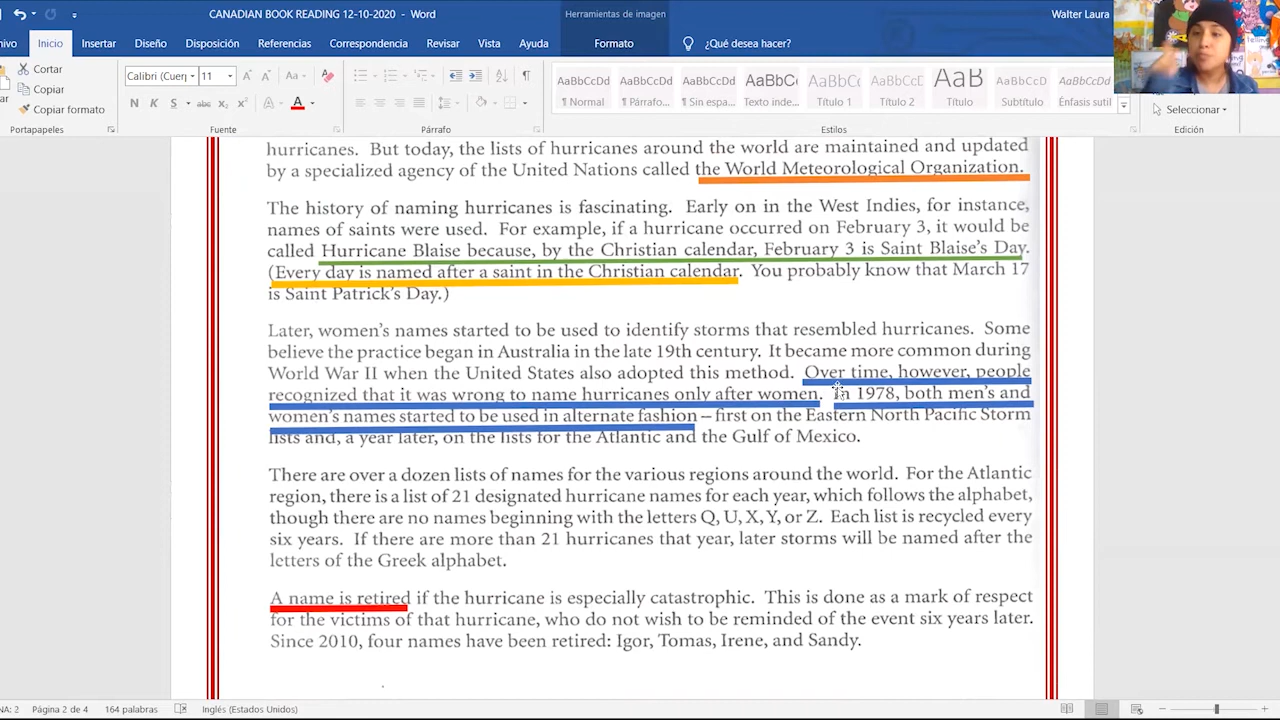 CANADIAN BOOK READING 12-10-2020 - Word
Herramientas de imagen
Walter Laura
Inicio Insertar Diseño Disposición Referencias Correspondencia Revisar Vista Ayuda Formato ¿Qué desea hacer?
Cortar
Copiar
Copiar formato
Calibri (Cuerp 11
N K S abc x₂ x² A A
AaBbCcDd AaBbCcDd AaBbCcDd AaBbC AaBbCcC AaBbCcD AaB AaBbCcD AaBbCcDd
¶ Normal ¶ Párrafo... ¶ Sin espa... Texto inde... Título 1 Título 2 Título Subtítulo Énfasis sutil
Seleccionar
Portapapeles Fuente Párrafo Estilos Edición
hurricanes. But today, the lists of hurricanes around the world are maintained and updated
by a specialized agency of the United Nations called the World Meteorological Organization.
The history of naming hurricanes is fascinating. Early on in the West Indies, for instance,
names of saints were used. For example, if a hurricane occurred on February 3, it would be
called Hurricane Blaise because, by the Christian calendar, February 3 is Saint Blaise's Day.
(Every day is named after a saint in the Christian calendar. You probably know that March 17
is Saint Patrick's Day.)
Later, women's names started to be used to identify storms that resembled hurricanes. Some
believe the practice began in Australia in the late 19th century. It became more common during
World War II when the United States also adopted this method. Over time, however, people
recognized that it was wrong to name hurricanes only after women. In 1978, both men's and
women's names started to be used in alternate fashion – first on the Eastern North Pacific Storm
lists and, a year later, on the lists for the Atlantic and the Gulf of Mexico.
There are over a dozen lists of names for the various regions around the world. For the Atlantic
region, there is a list of 21 designated hurricane names for each year, which follows the alphabet,
though there are no names beginning with the letters Q, U, X, Y, or Z. Each list is recycled every
six years. If there are more than 21 hurricanes that year, later storms will be named after the
letters of the Greek alphabet.
A name is retired if the hurricane is especially catastrophic. This is done as a mark of respect
for the victims of that hurricane, who do not wish to be reminded of the event six years later.
Since 2010, four names have been retired: Igor, Tomas, Irene, and Sandy.
NA: 2 Página 2 de 4 164 palabras Inglés (Estados Unidos)